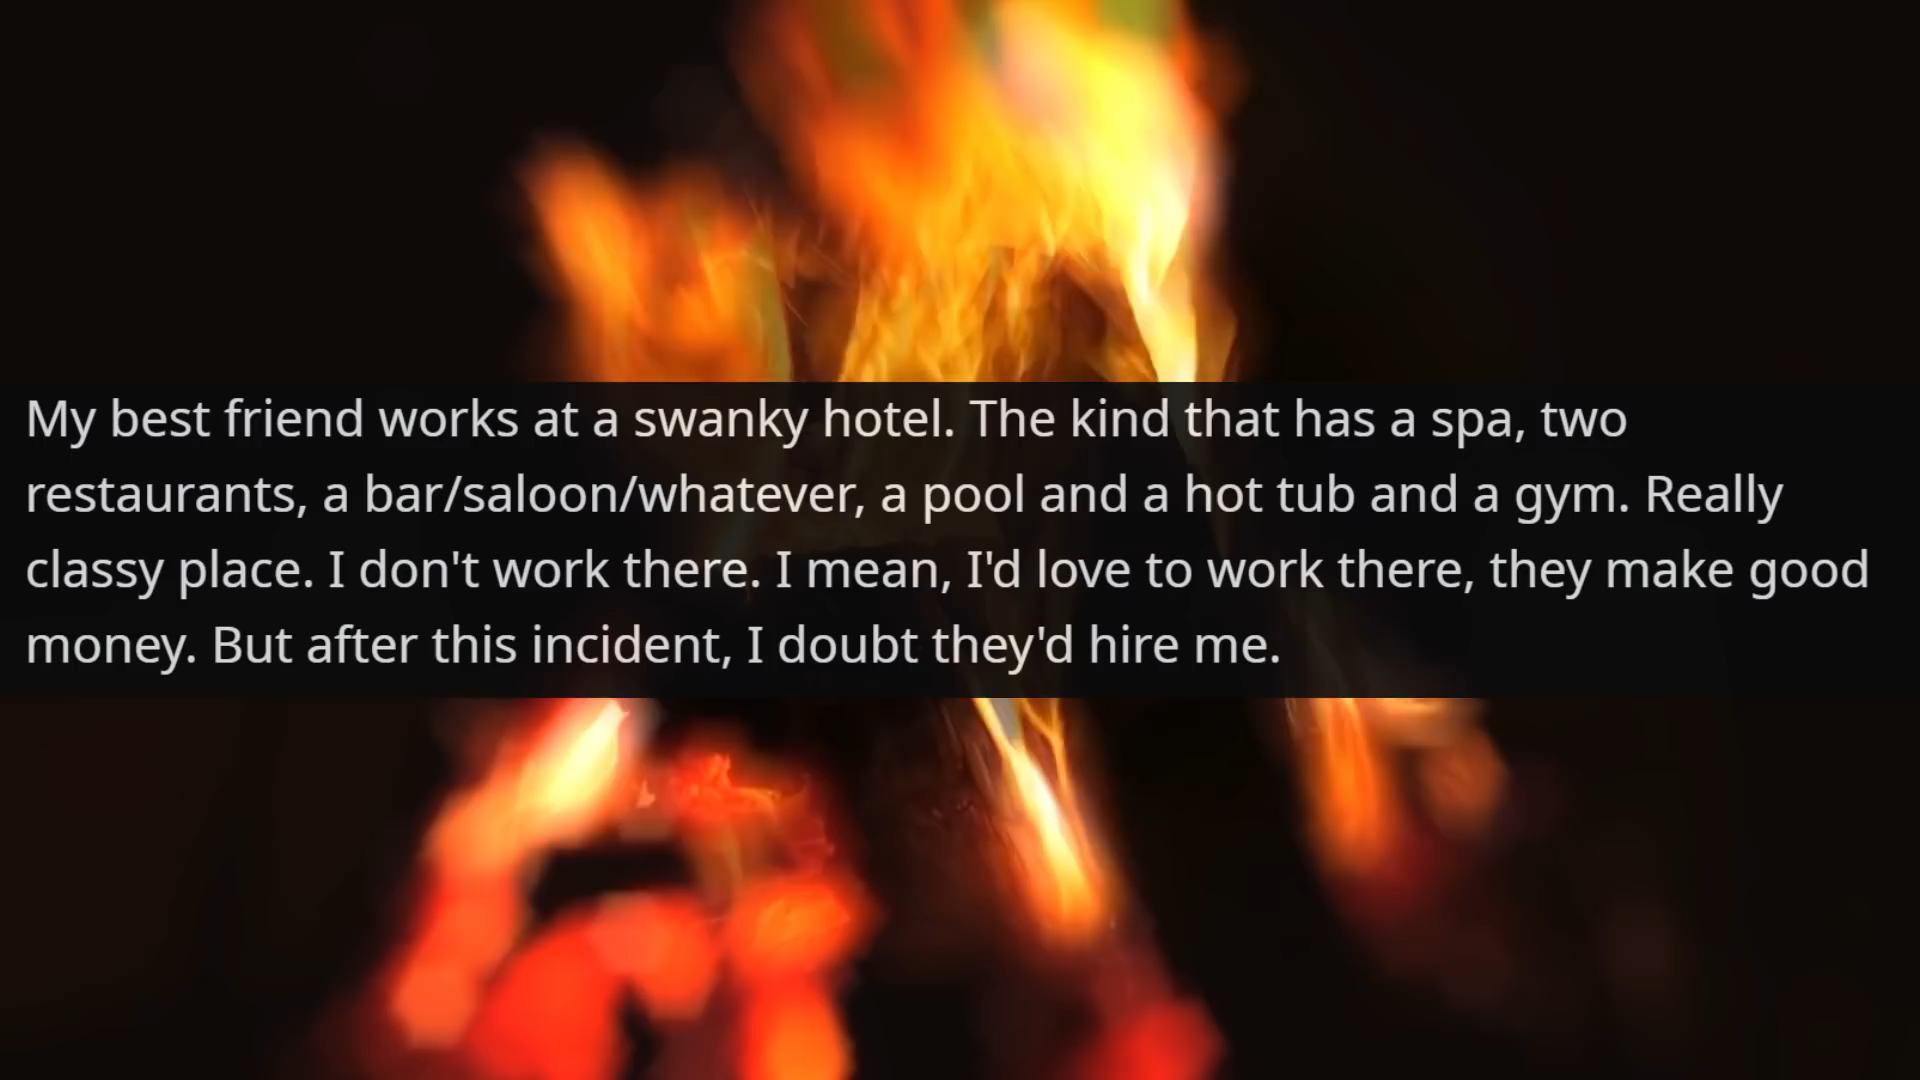 My best friend works at a swanky hotel. The kind that has a spa, two
restaurants, a bar/saloon/whatever, a pool and a hot tub and a gym. Really
classy place. I don't work there. I mean, I'd love to work there, they make good
money. But after this incident, I doubt they'd hire me.